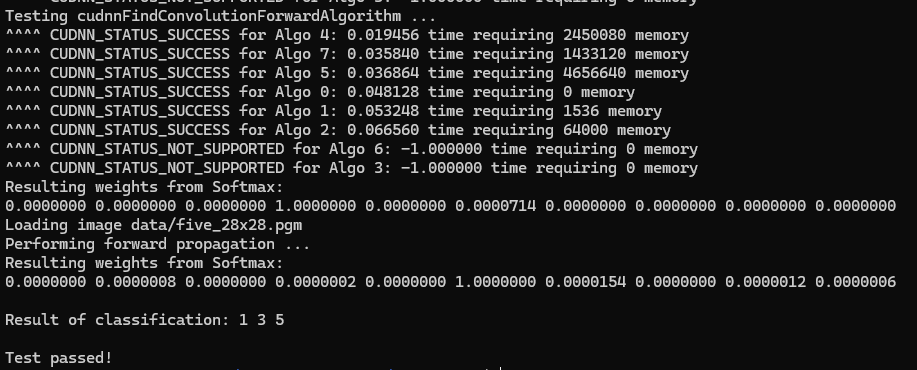 Testing cudnnFindConvolutionForwardAlgorithm ...
^^^^ CUDNN_STATUS_SUCCESS for Algo 4: 0.019456 time requiring 2450080 memory
^^^^ CUDNN_STATUS_SUCCESS for Algo 7: 0.035840 time requiring 1433120 memory
^^^^ CUDNN_STATUS_SUCCESS for Algo 5: 0.036864 time requiring 4656640 memory
^^^^ CUDNN_STATUS_SUCCESS for Algo 0: 0.048128 time requiring 0 memory
^^^^ CUDNN_STATUS_SUCCESS for Algo 1: 0.053248 time requiring 1536 memory
^^^^ CUDNN_STATUS_SUCCESS for Algo 2: 0.066560 time requiring 64000 memory
^^^^ CUDNN_STATUS_NOT_SUPPORTED for Algo 6: -1.000000 time requiring 0 memory
^^^^ CUDNN_STATUS_NOT_SUPPORTED for Algo 3: -1.000000 time requiring 0 memory
Resulting weights from Softmax:
0.0000000 0.0000000 0.0000000 1.0000000 0.0000000 0.0000714 0.0000000 0.0000000 0.0000000 0.0000000
Loading image data/five_28x28.pgm
Performing forward propagation ...
Resulting weights from Softmax:
0.0000000 0.0000008 0.0000000 0.0000002 0.0000000 1.0000000 0.0000154 0.0000000 0.0000012 0.0000006
Result of classification: 1 3 5
Test passed!